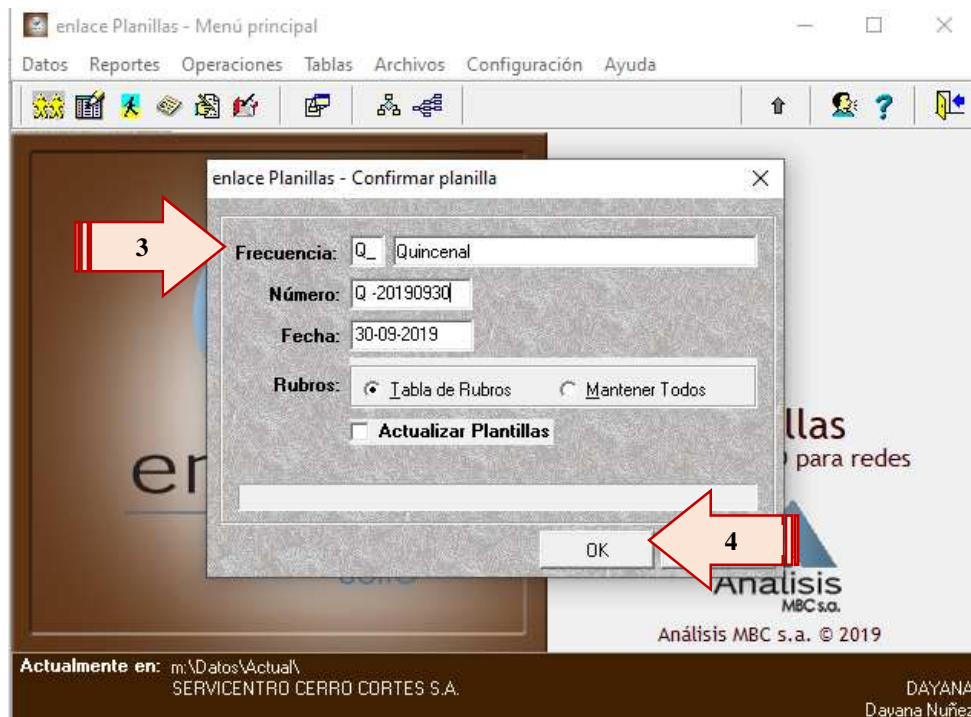 enlace Planillas - Menú principal
Datos Reportes Operaciones Tablas Archivos Configuración Ayuda
enlace Planillas - Confirmar planilla
3
Frecuencia: Q_ Quincenal
Número: Q -20190930
Fecha: 30-09-2019
Rubros: Tabla de Rubros Mantener Todos
Actualizar Plantillas
llas
para redes
en
OK
4
Análisis
MBC s.a.
Análisis MBC s.a. © 2019
Actualmente en: m:\Datos\Actual\
SERVICENTRO CERRO CORTES S.A.
DAYANA
Dayana Nuñez